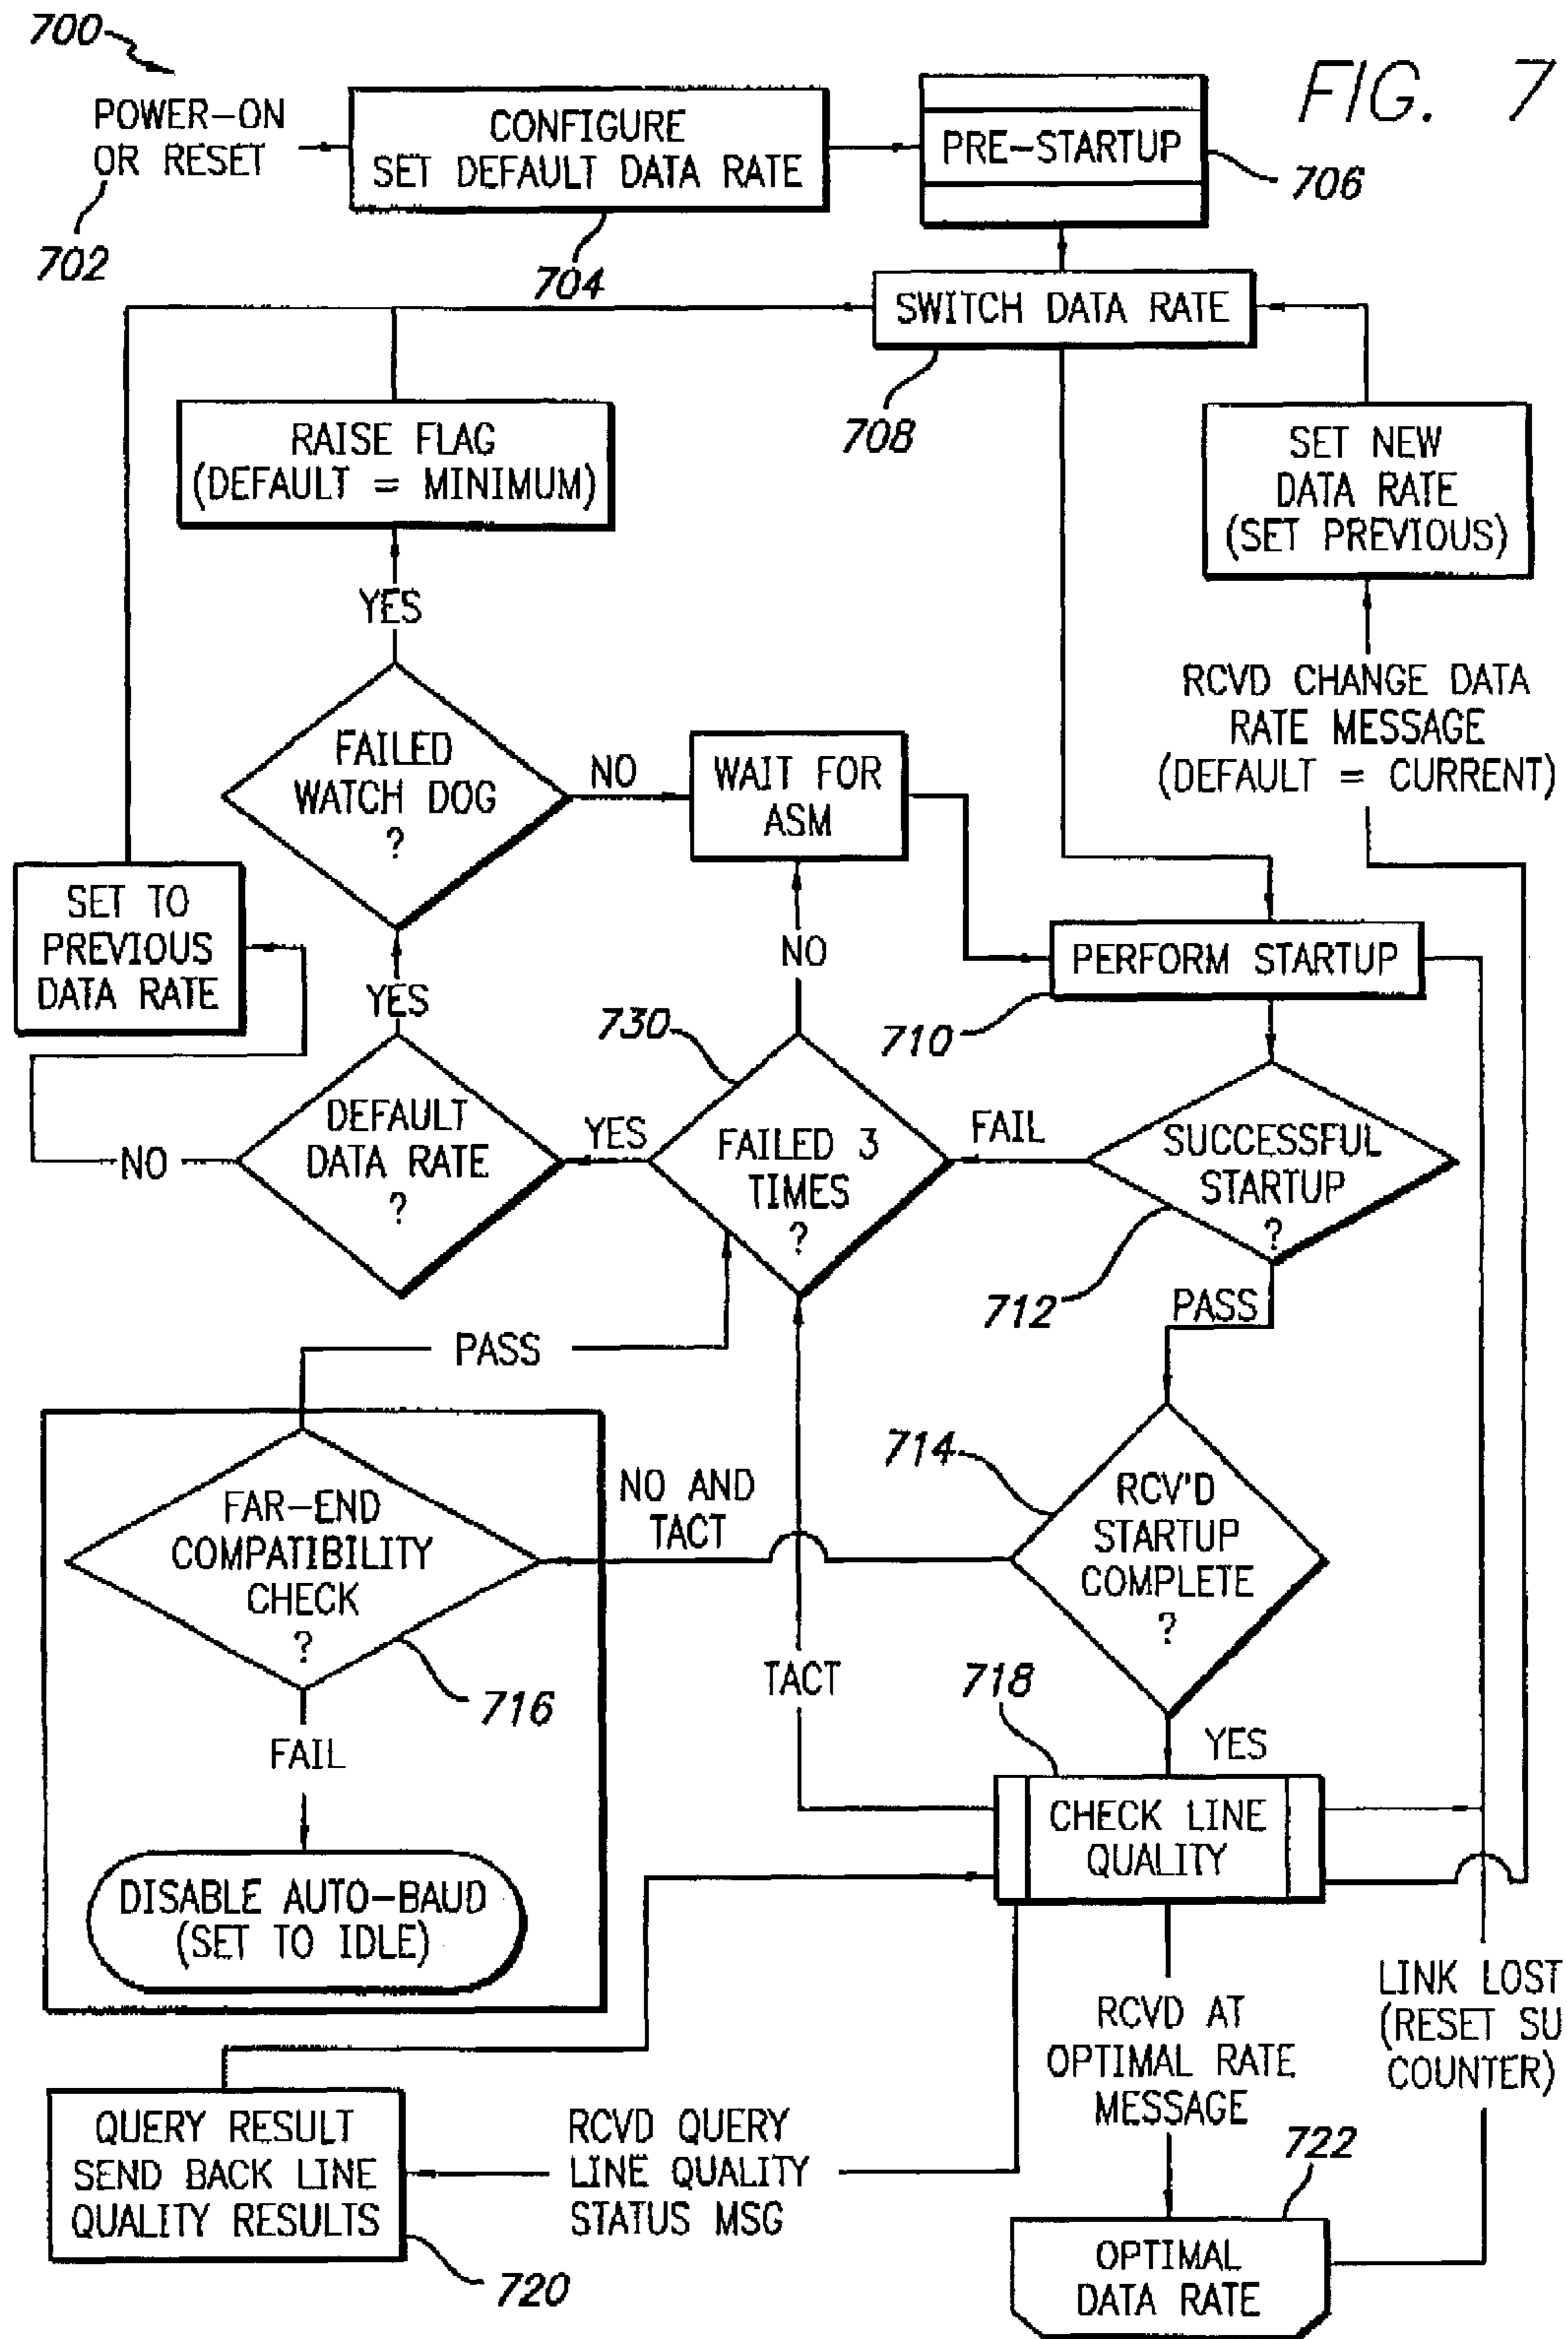 700
FIG. 7
POWER-ON
OR RESET
702
CONFIGURE
SET DEFAULT DATA RATE
704
PRE-STARTUP
706
SWITCH DATA RATE
708
RAISE FLAG
(DEFAULT = MINIMUM)
SET NEW
DATA RATE
(SET PREVIOUS)
YES
RCVD CHANGE DATA
RATE MESSAGE
(DEFAULT = CURRENT)
FAILED
WATCH DOG
?
NO
WAIT FOR
ASM
SET TO
PREVIOUS
DATA RATE
YES
NO
PERFORM STARTUP
710
730
DEFAULT
DATA RATE
?
NO
YES
FAILED 3
TIMES
?
FAIL
SUCCESSFUL
STARTUP
?
712
PASS
PASS
714
RCV'D
STARTUP
COMPLETE
?
NO AND
TACT
FAR-END
COMPATIBILITY
CHECK
?
716
FAIL
TACT
718
YES
CHECK LINE
QUALITY
DISABLE AUTO-BAUD
(SET TO IDLE)
LINK LOST
(RESET SU
COUNTER)
RCVD AT
OPTIMAL RATE
MESSAGE
QUERY RESULT
SEND BACK LINE
QUALITY RESULTS
720
RCVD QUERY
LINE QUALITY
STATUS MSG
722
OPTIMAL
DATA RATE